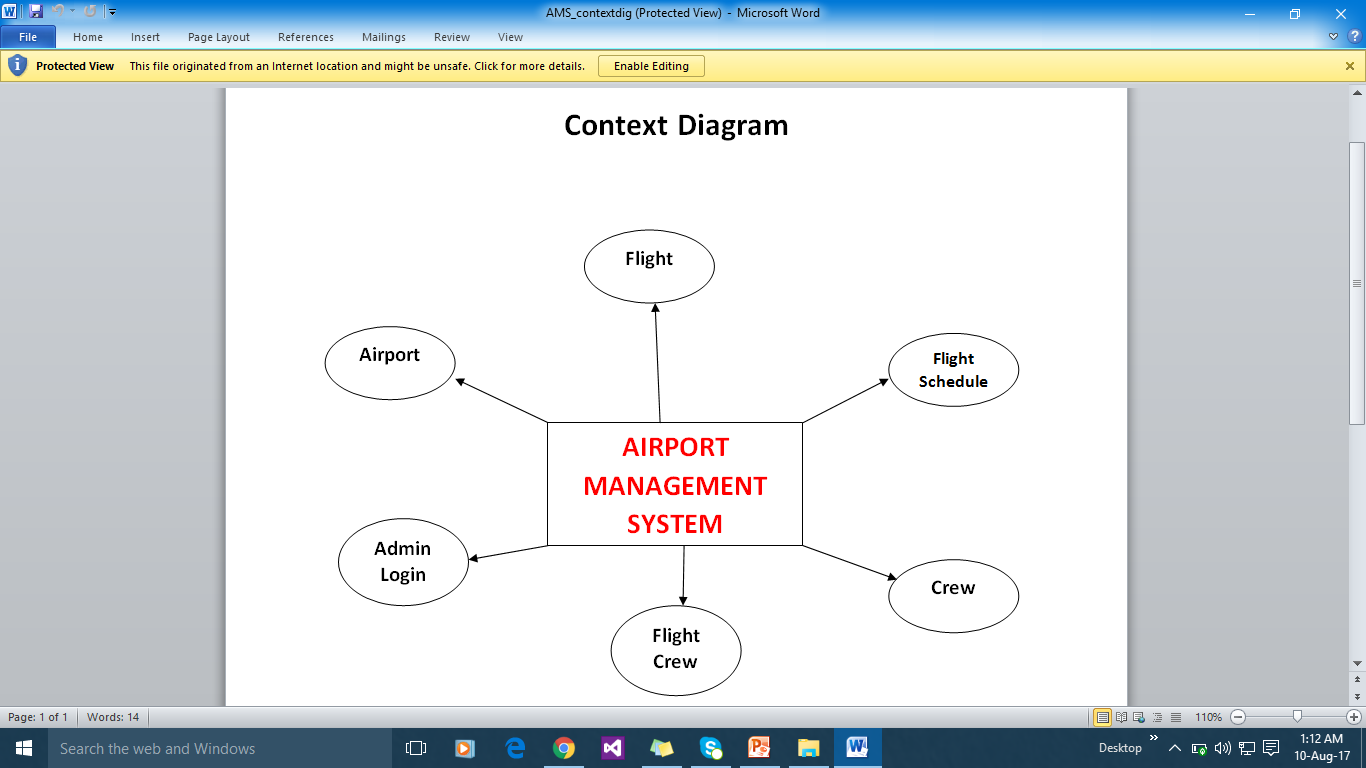 AMS_contextdig (Protected View) - Microsoft Word
File Home Insert Page Layout References Mailings Review View
Protected View This file originated from an Internet location and might be unsafe. Click for more details. Enable Editing
Context Diagram
Flight
Airport
Flight
Schedule
AIRPORT
MANAGEMENT
SYSTEM
Admin
Login
Crew
Flight
Crew
Page: 1 of 1 Words: 14 110%
Search the web and Windows Desktop 1:12 AM
10-Aug-17